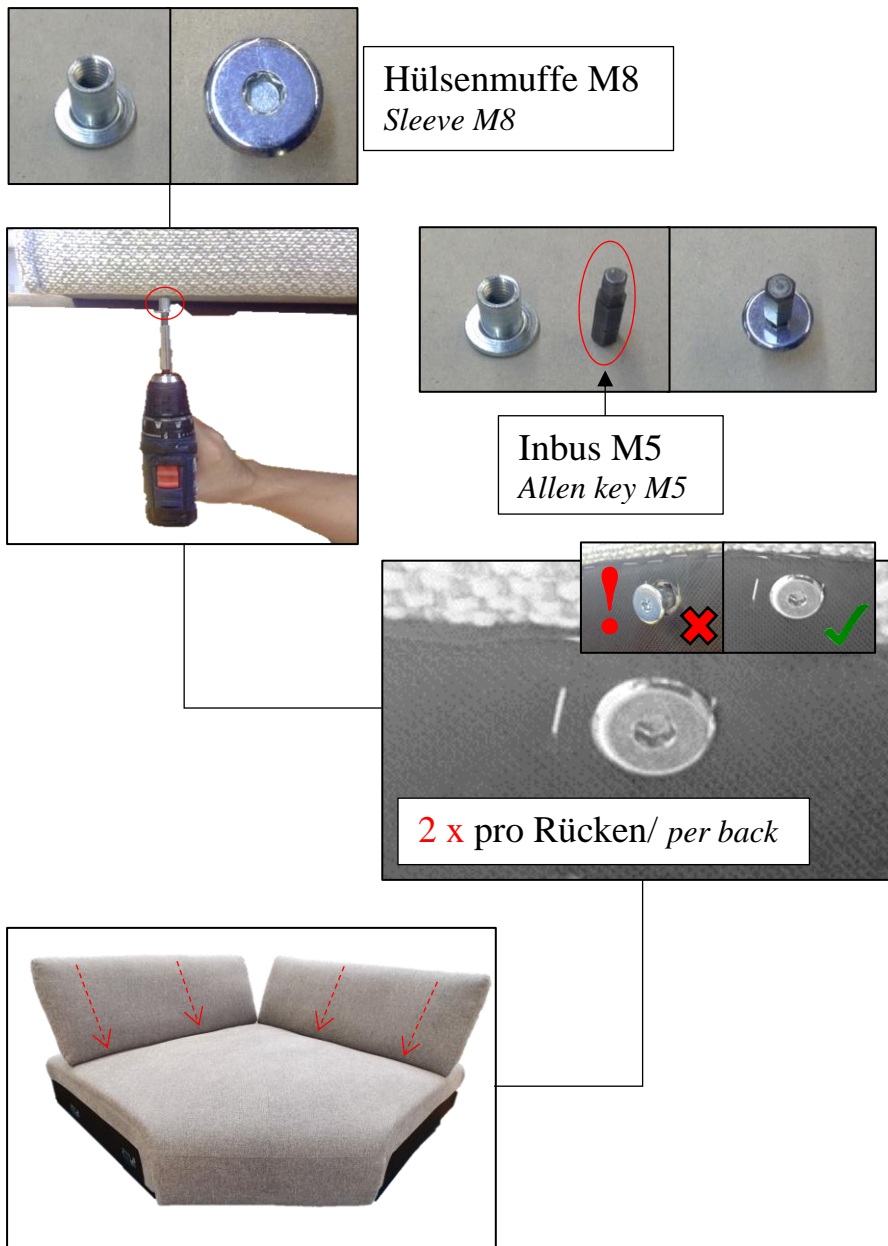 Hülsenmuffe M8
Sleeve M8
Inbus M5
Allen key M5
2 x pro Rücken/ per back